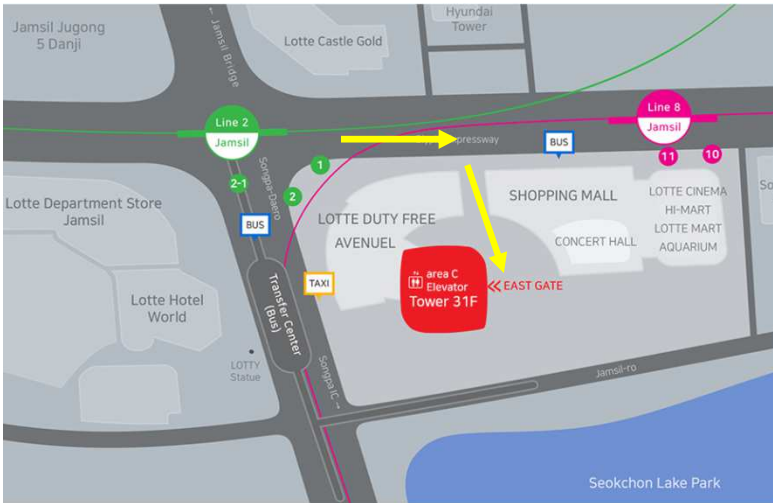 Jamsil Jugong
5 Danji
← Jamsil Bridge
Lotte Castle Gold
Hyundai
Tower
Line 2
Jamsil
Line 8
Jamsil
pressway
BUS
1
11
10
2-1
2
Songpa-Daero
Lotte Department Store
Jamsil
BUS
LOTTE DUTY FREE
AVENUEL
SHOPPING MALL
CONCERT HALL
LOTTE CINEMA
HI-MART
LOTTE MART
AQUARIUM
So
TAXI
area C
Elevator
Tower 31F
≪ EAST GATE
Transfer Center
(Bus)
Lotte Hotel
World
LOTTY
Statue
Songpa IC →
Jamsil-ro
Seokchon Lake Park